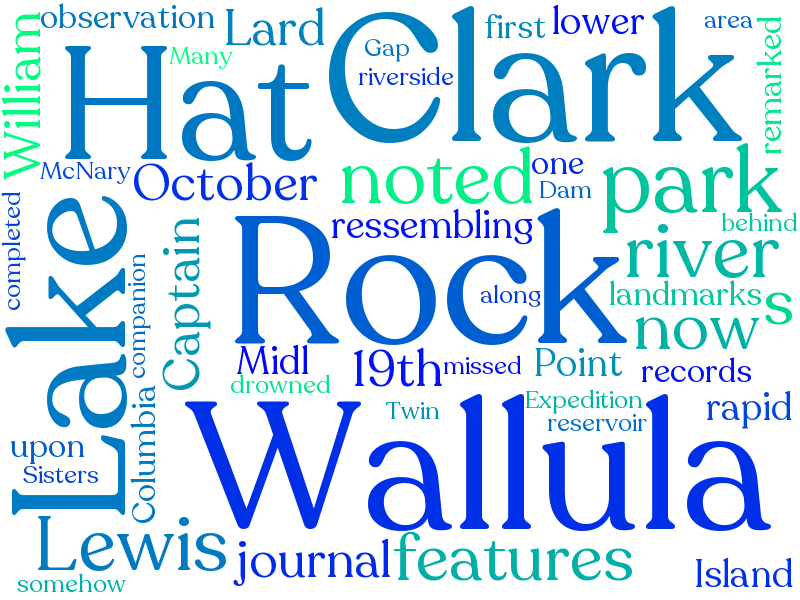 observation
Lard
first
lower
area
William
Many
Hat
Gap
riverside
Clark
remarked
McNary
October
noted
one
Dam
park
completed
Lake
Captain
ressembling
behind
river
Rock
along
landmarks
s
companion
now
Midl
19th
missed
Point
records
drowned
Columbia
Twin
Expedition
reservoir
rapid
upon
Sisters
Wallula
Lewis
journal
features
Island
somehow